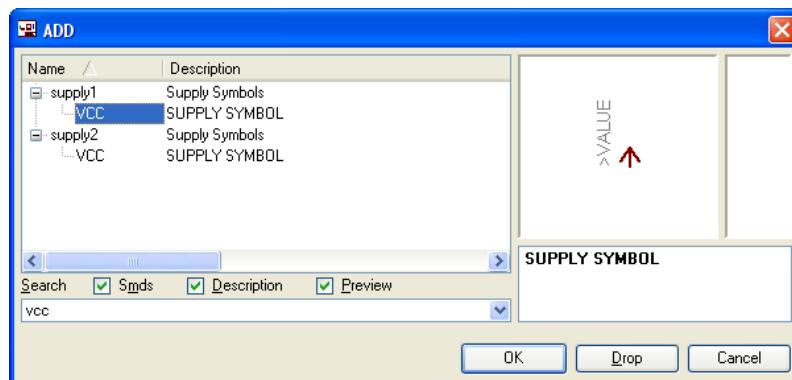 ADD
Name Description
supply1 Supply Symbols
VCC SUPPLY SYMBOL
supply2 Supply Symbols
VCC SUPPLY SYMBOL
>VALUE
SUPPLY SYMBOL
Search Smds Description Preview
vcc
OK Drop Cancel